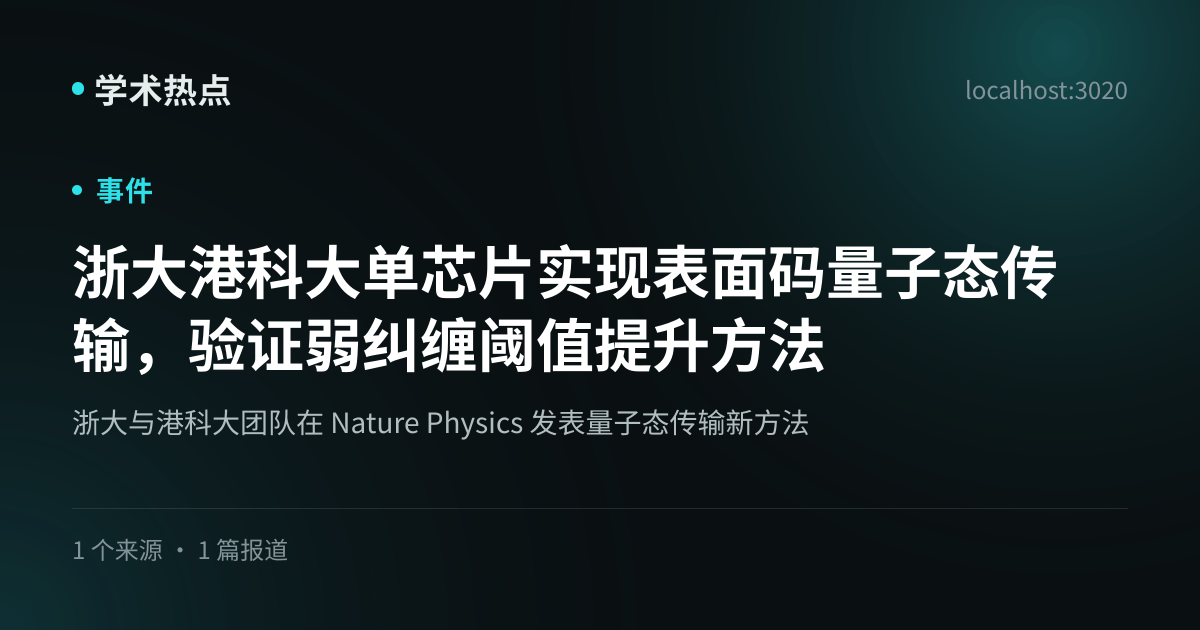 学术热点
localhost:3020
事件
浙大港科大单芯片实现表面码量子态传
输，验证弱纠缠阈值提升方法
浙大与港科大团队在 Nature Physics 发表量子态传输新方法
1 个来源 · 1 篇报道